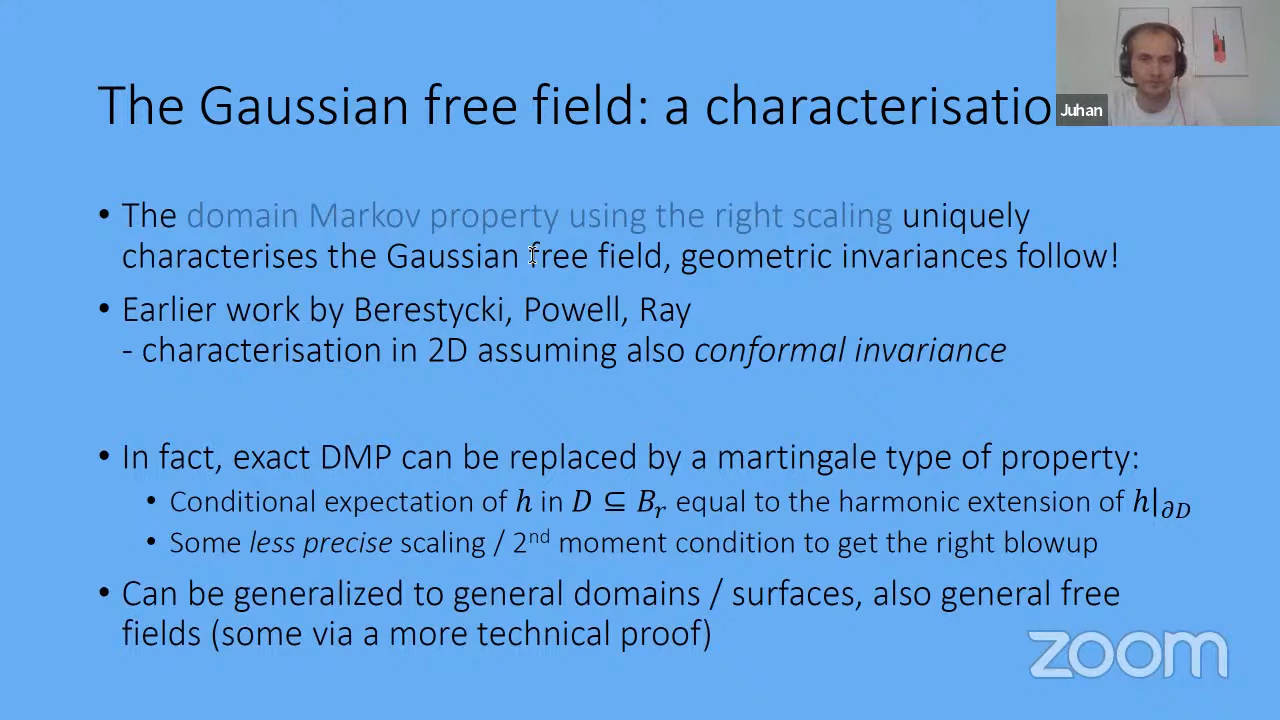 The Gaussian free field: a characterisatio
Juhan
• The domain Markov property using the right scaling uniquely
characterises the Gaussian free field, geometric invariances follow!
• Earlier work by Berestycki, Powell, Ray
- characterisation in 2D assuming also conformal invariance
• In fact, exact DMP can be replaced by a martingale type of property:
• Conditional expectation of ℎ in 𝐷 ⊆ 𝐵𝑟 equal to the harmonic extension of ℎ|∂𝐷
• Some less precise scaling / 2nd moment condition to get the right blowup
• Can be generalized to general domains / surfaces, also general free
fields (some via a more technical proof)
zoom